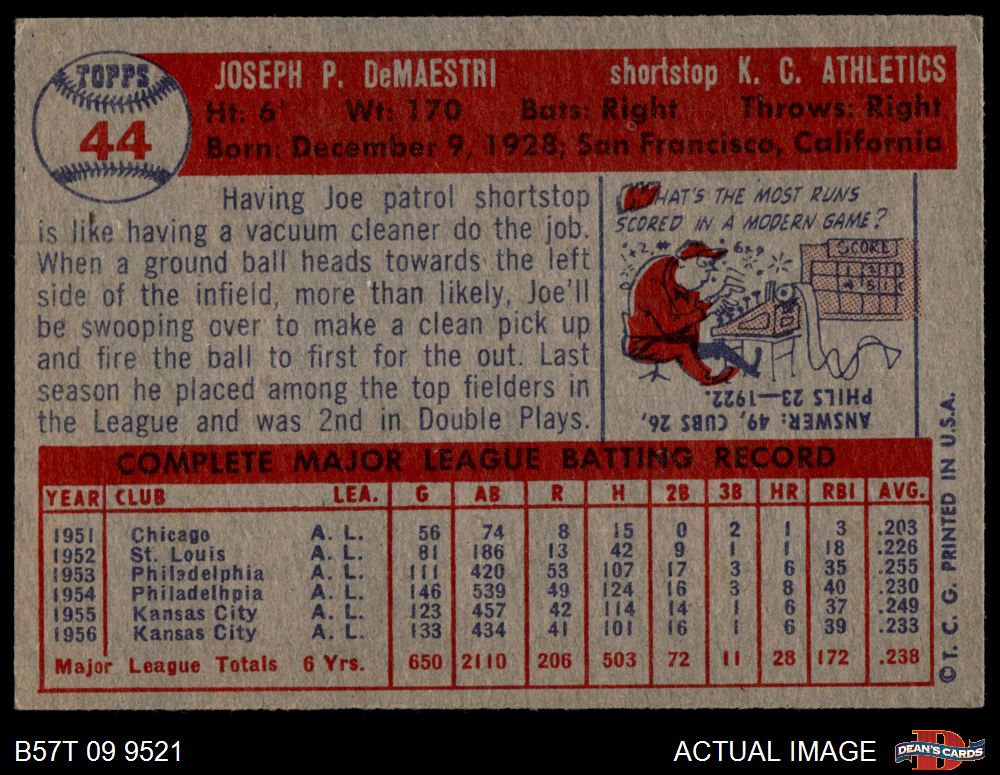 TOPPS
44
JOSEPH P. DeMAESTRI shortstop K. C. ATHLETICS
Ht: 6' Wt: 170 Bats: Right Throws: Right
Born: December 9, 1928; San Francisco, California
Having Joe patrol shortstop
is like having a vacuum cleaner do the job.
When a ground ball heads towards the left
side of the infield, more than likely, Joe'll
be swooping over to make a clean pick up
and fire the ball to first for the out. Last
season he placed among the top fielders in
the League and was 2nd in Double Plays.
WHAT'S THE MOST RUNS
SCORED IN A MODERN GAME?
SCORE
ANSWER: 49, CUBS 26,
PHILS 23—1922.
COMPLETE MAJOR LEAGUE BATTING RECORD
YEAR CLUB LEA. G AB R H 2B 3B HR RBI AVG.
1951 Chicago A. L. 56 74 8 15 0 2 1 3 .203
1952 St. Louis A. L. 81 186 13 42 9 1 1 18 .226
1953 Philadelphia A. L. 111 420 53 107 17 3 6 35 .255
1954 Philadelhpia A. L. 146 539 49 124 16 3 8 40 .230
1955 Kansas City A. L. 123 457 42 114 14 1 6 37 .249
1956 Kansas City A. L. 133 434 41 101 16 1 6 39 .233
Major League Totals 6 Yrs. 650 2110 206 503 72 11 28 172 .238
©T. C. G. PRINTED IN U.S.A.
B57T 09 9521
ACTUAL IMAGE
DEAN'S CARDS